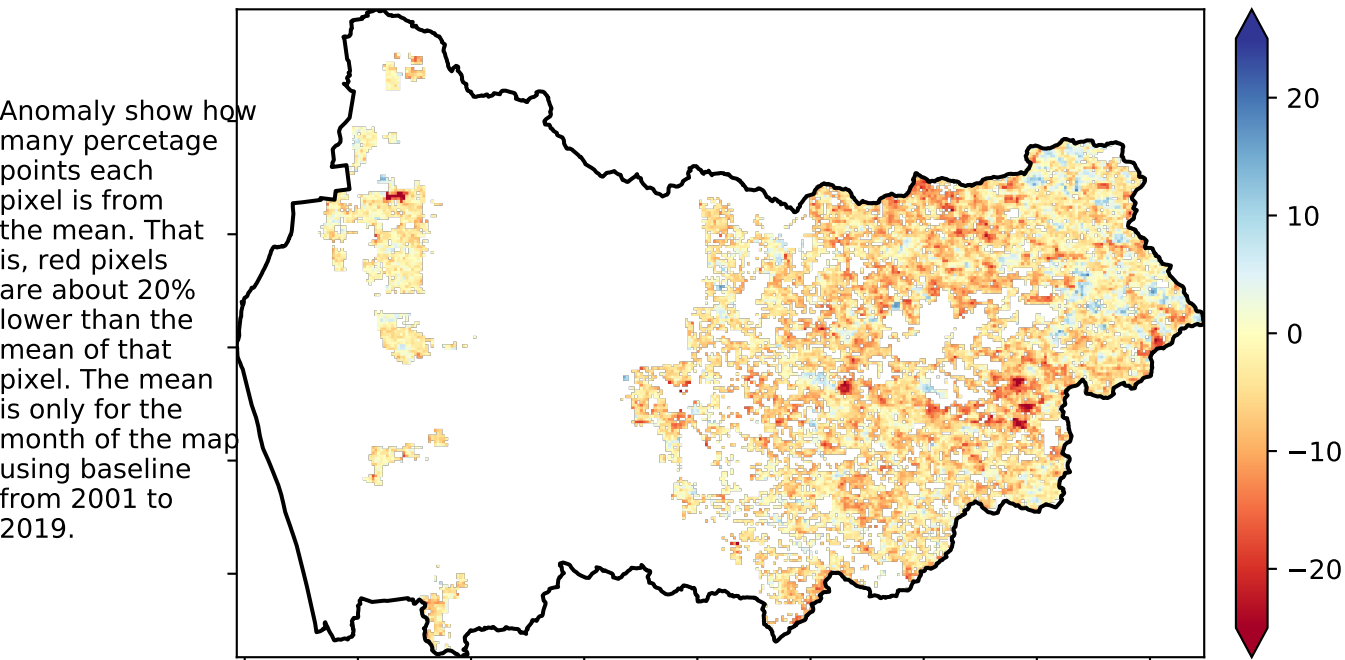 Anomaly show how
many percetage
points each
pixel is from
the mean. That
is, red pixels
are about 20%
lower than the
mean of that
pixel. The mean
is only for the
month of the map
using baseline
from 2001 to
2019.
20
10
0
−10
−20